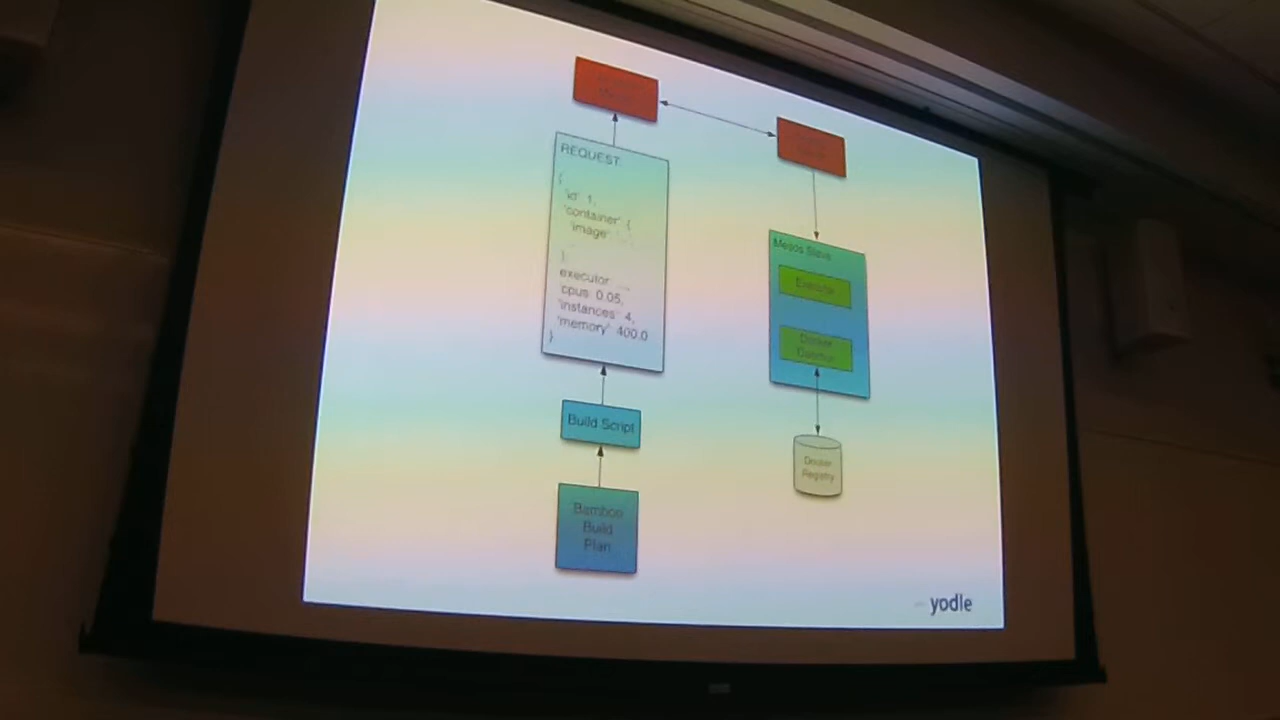 REQUEST
{
'id' 1,
'container' {
'image'
}
executor ...
'cpus' 0.05,
'instances' 4,
'memory' 400.0
}
Build Script
Bamboo
Build
Plan
Mesos Slave
Executor
Docker
Daemon
Docker
Registry
yodle